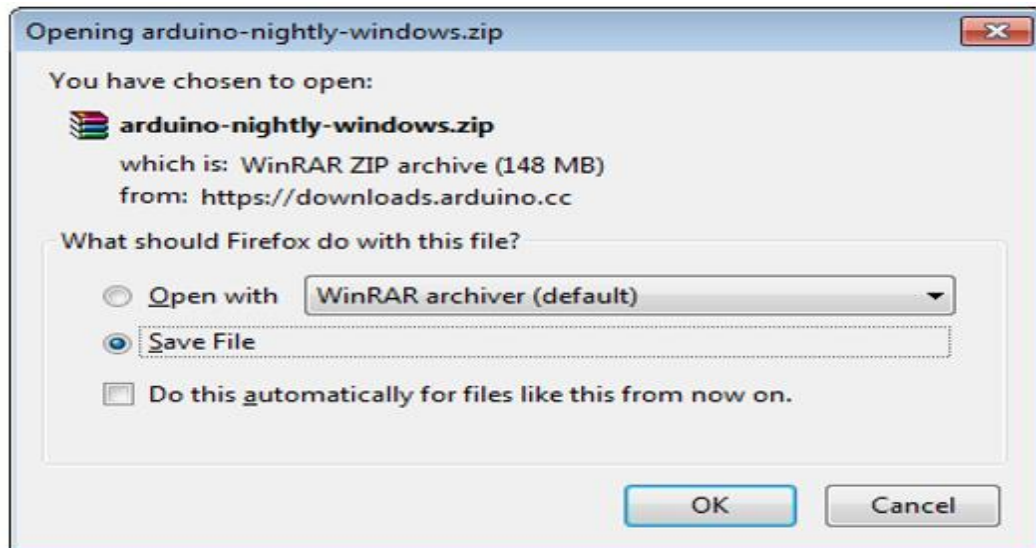 Opening arduino-nightly-windows.zip
You have chosen to open:
arduino-nightly-windows.zip
which is: WinRAR ZIP archive (148 MB)
from: https://downloads.arduino.cc
What should Firefox do with this file?
Open with WinRAR archiver (default)
Save File
Do this automatically for files like this from now on.
OK Cancel